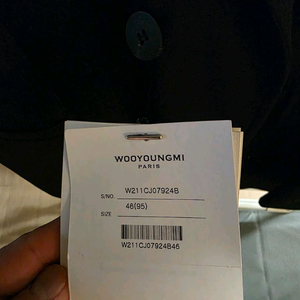 WOOYOUNGMI
PARIS
S/NO. W211CJ07924B
SIZE 46(95)
W211CJ07924B46